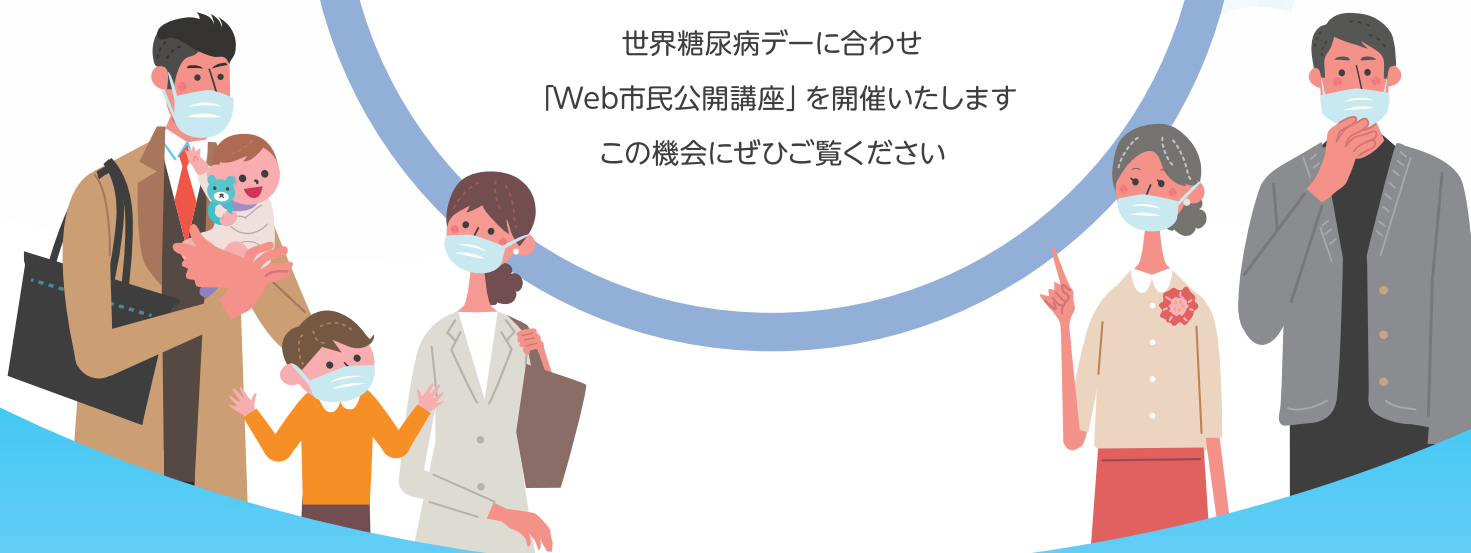 世界糖尿病デーに合わせ
「Web市民公開講座」を開催いたします
この機会にぜひご覧ください